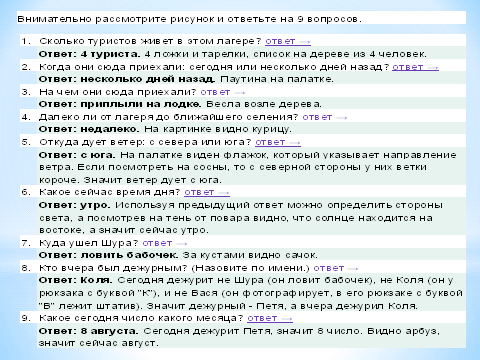 Внимательно рассмотрите рисунок и ответьте на 9 вопросов.
1. Сколько туристов живет в этом лагере? ответ →
Ответ: 4 туриста. 4 ложки и тарелки, список на дереве из 4 человек.
2. Когда они сюда приехали: сегодня или несколько дней назад? ответ →
Ответ: несколько дней назад. Паутина на палатке.
3. На чем они сюда приехали? ответ →
Ответ: приплыли на лодке. Весла возле дерева.
4. Далеко ли от лагеря до ближайшего селения? ответ →
Ответ: недалеко. На картинке видно курицу.
5. Откуда дует ветер: с севера или юга? ответ →
Ответ: с юга. На палатке виден флажок, который указывает направление
ветра. Если посмотреть на сосны, то с северной стороны у них ветки
короче. Значит ветер дует с юга.
6. Какое сейчас время дня? ответ →
Ответ: утро. Используя предыдущий ответ можно определить стороны
света, а посмотрев на тень от повара видно, что солнце находится на
востоке, а значит сейчас утро.
7. Куда ушел Шура? ответ →
Ответ: ловить бабочек. За кустами видно сачок.
8. Кто вчера был дежурным? (Назовите по имени.) ответ →
Ответ: Коля. Сегодня дежурит не Шура (он ловит бабочек), не Коля (он у
рюкзака с буквой "К"), и не Вася (он фотографирует, в его рюкзаке с буквой
"В" лежит штатив). Значит дежурный - Петя, а вчера дежурил Коля.
9. Какое сегодня число какого месяца? ответ →
Ответ: 8 августа. Сегодня дежурит Петя, значит 8 число. Видно арбуз,
значит сейчас август.